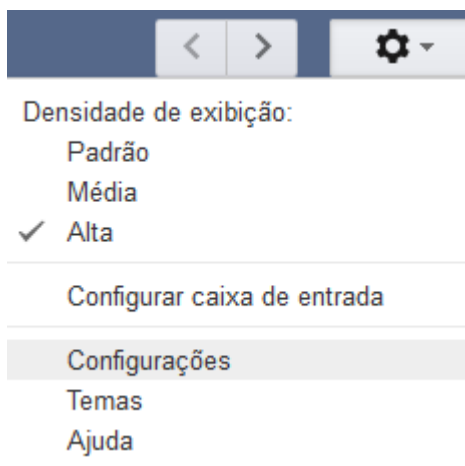 Densidade de exibição:
Padrão
Média
Alta
Configurar caixa de entrada
Configurações
Temas
Ajuda